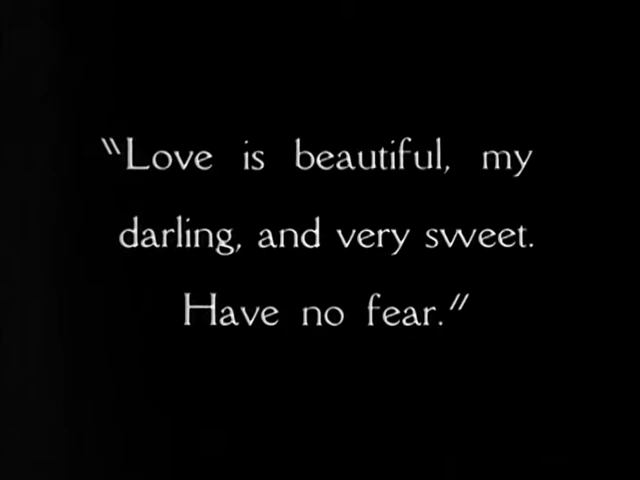 "Love is beautiful, my
darling, and very sweet.
Have no fear."